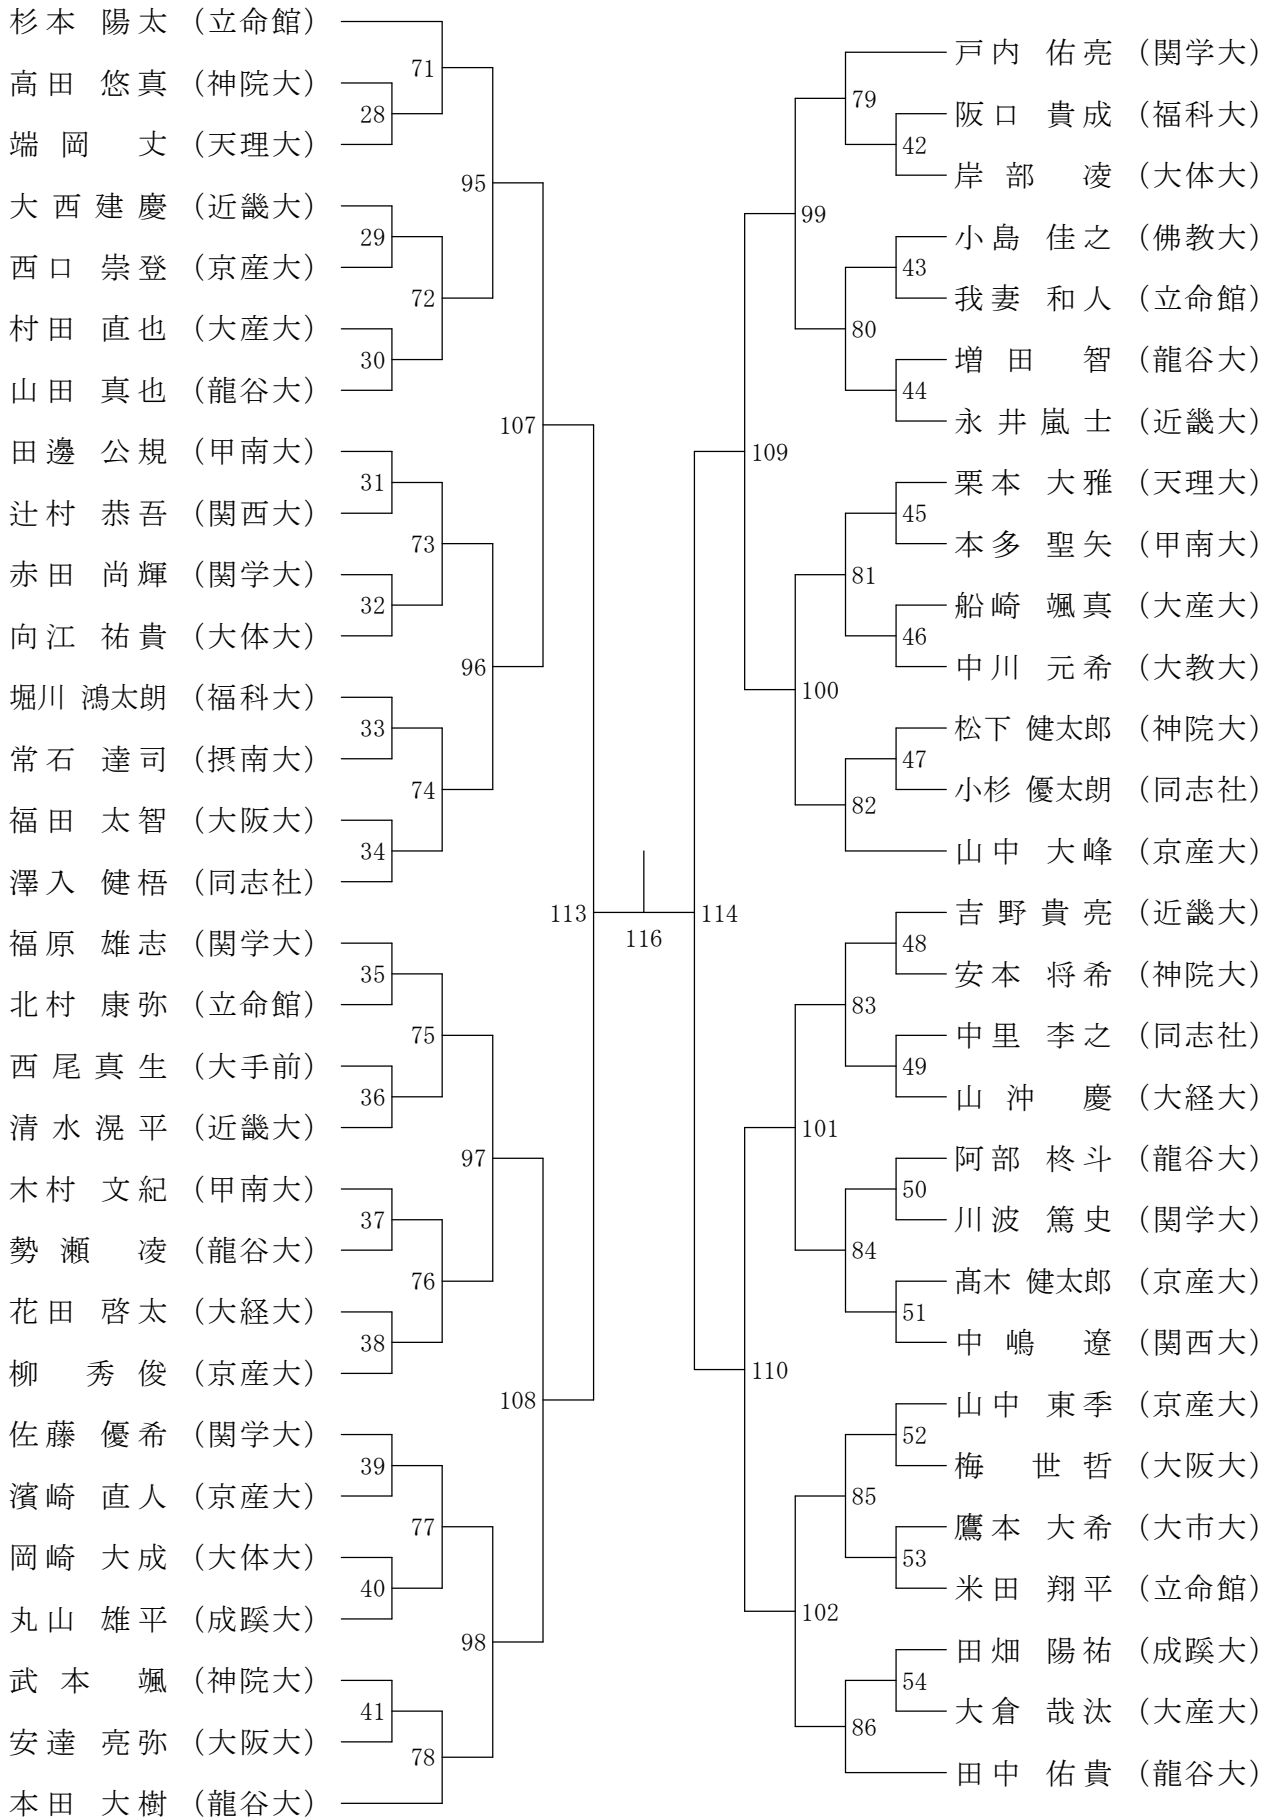 杉本 陽太 (立命館)
高田 悠真 (神院大)
端岡 丈 (天理大)
大西建慶 (近畿大)
西口 崇登 (京産大)
村田 直也 (大産大)
山田 真也 (龍谷大)
田邊 公規 (甲南大)
辻村 恭吾 (関西大)
赤田 尚輝 (関学大)
向江 祐貴 (大体大)
堀川 鴻太朗 (福科大)
常石 達司 (摂南大)
福田 太智 (大阪大)
澤入 健梧 (同志社)
福原 雄志 (関学大)
北村 康弥 (立命館)
西尾真生 (大手前)
清水滉平 (近畿大)
木村 文紀 (甲南大)
勢瀬 凌 (龍谷大)
花田 啓太 (大経大)
柳 秀俊 (京産大)
佐藤 優希 (関学大)
濱崎 直人 (京産大)
岡崎 大成 (大体大)
丸山 雄平 (成蹊大)
武本 颯 (神院大)
安達 亮弥 (大阪大)
本田 大樹 (龍谷大)
28
29
30
31
32
33
34
35
36
37
38
39
40
41
71
72
73
74
75
76
77
78
95
96
97
98
107
108
113
116
114
109
110
99
100
101
102
79
80
81
82
83
84
85
86
42
43
44
45
46
47
48
49
50
51
52
53
54
戸内 佑亮 (関学大)
阪口 貴成 (福科大)
岸部 凌 (大体大)
小島 佳之 (佛教大)
我妻 和人 (立命館)
増田 智 (龍谷大)
永井嵐士 (近畿大)
栗本 大雅 (天理大)
本多 聖矢 (甲南大)
船崎 颯真 (大産大)
中川 元希 (大教大)
松下 健太郎 (神院大)
小杉 優太朗 (同志社)
山中 大峰 (京産大)
吉野貴亮 (近畿大)
安本 将希 (神院大)
中里 李之 (同志社)
山沖 慶 (大経大)
阿部 柊斗 (龍谷大)
川波 篤史 (関学大)
髙木 健太郎 (京産大)
中嶋 遼 (関西大)
山中 東季 (京産大)
梅 世哲 (大阪大)
鷹本 大希 (大市大)
米田 翔平 (立命館)
田畑 陽祐 (成蹊大)
大倉 哉汰 (大産大)
田中 佑貴 (龍谷大)